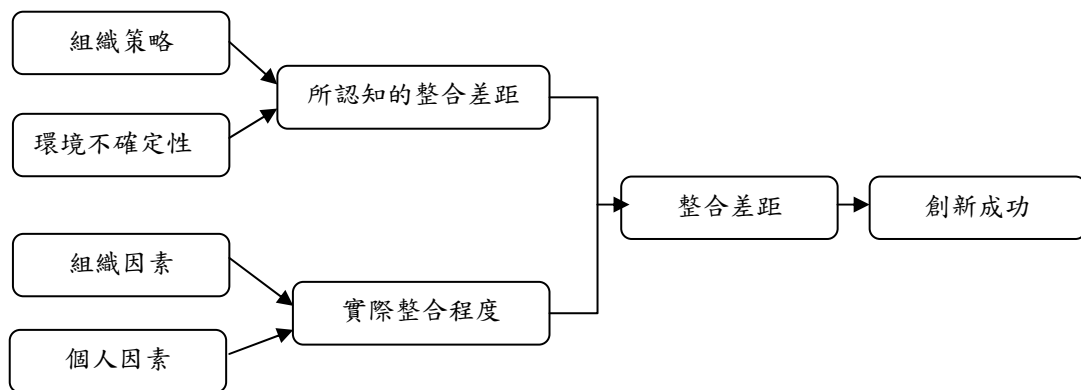 組織策略
環境不確定性
所認知的整合差距
組織因素
個人因素
實際整合程度
整合差距
創新成功